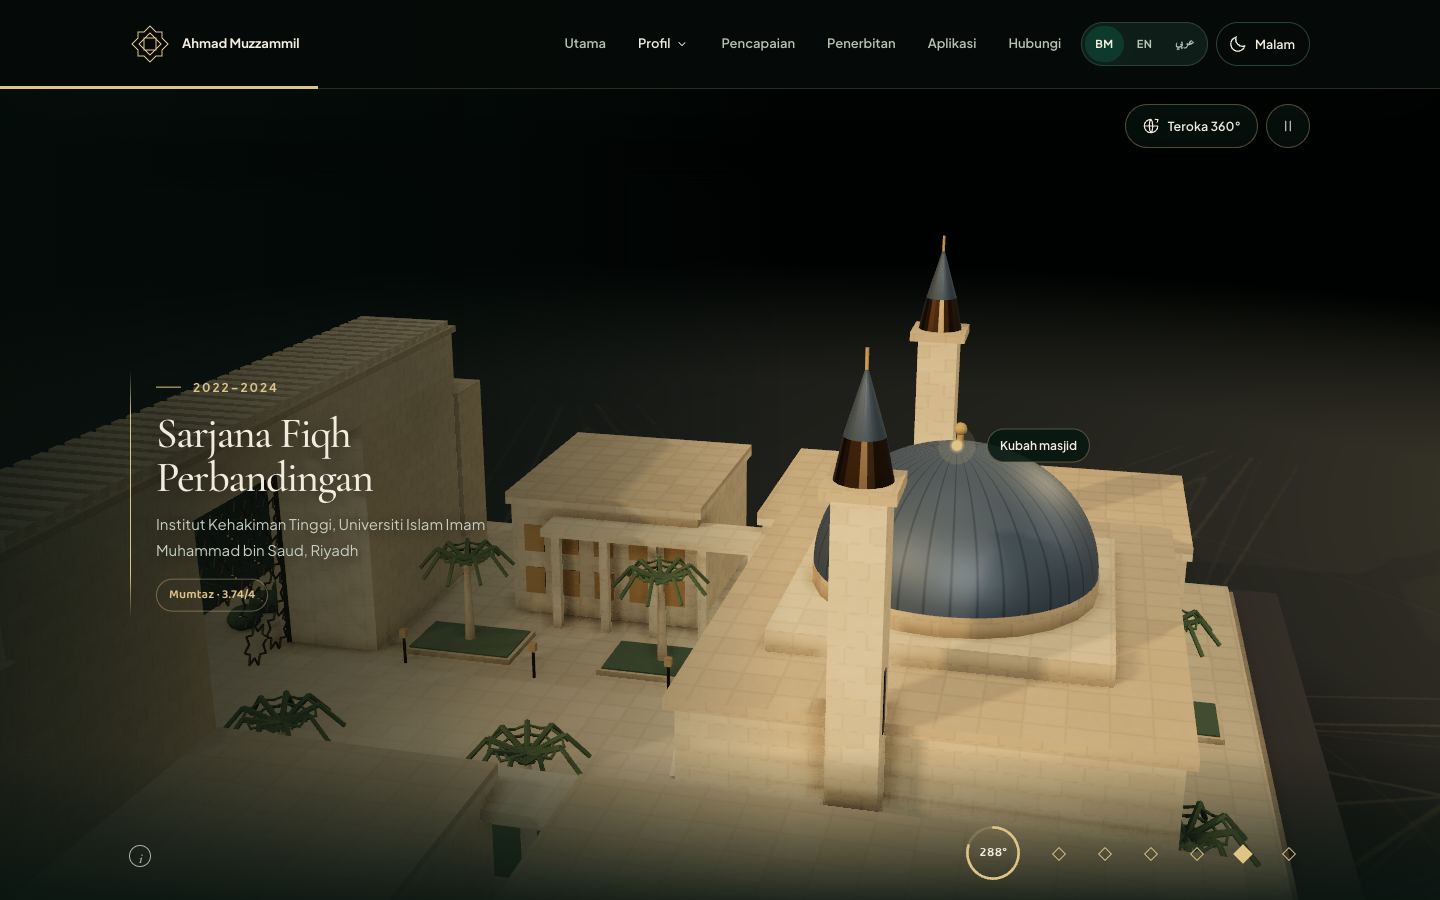 Ahmad Muzzammil
Utama
Profil
Pencapaian
Penerbitan
Aplikasi
Hubungi
BM
EN
عربي
Malam
Teroka 360°
2022–2024
Sarjana Fiqh
Perbandingan
Institut Kehakiman Tinggi, Universiti Islam Imam
Muhammad bin Saud, Riyadh
Mumtaz · 3.74/4
Kubah masjid
i
288°